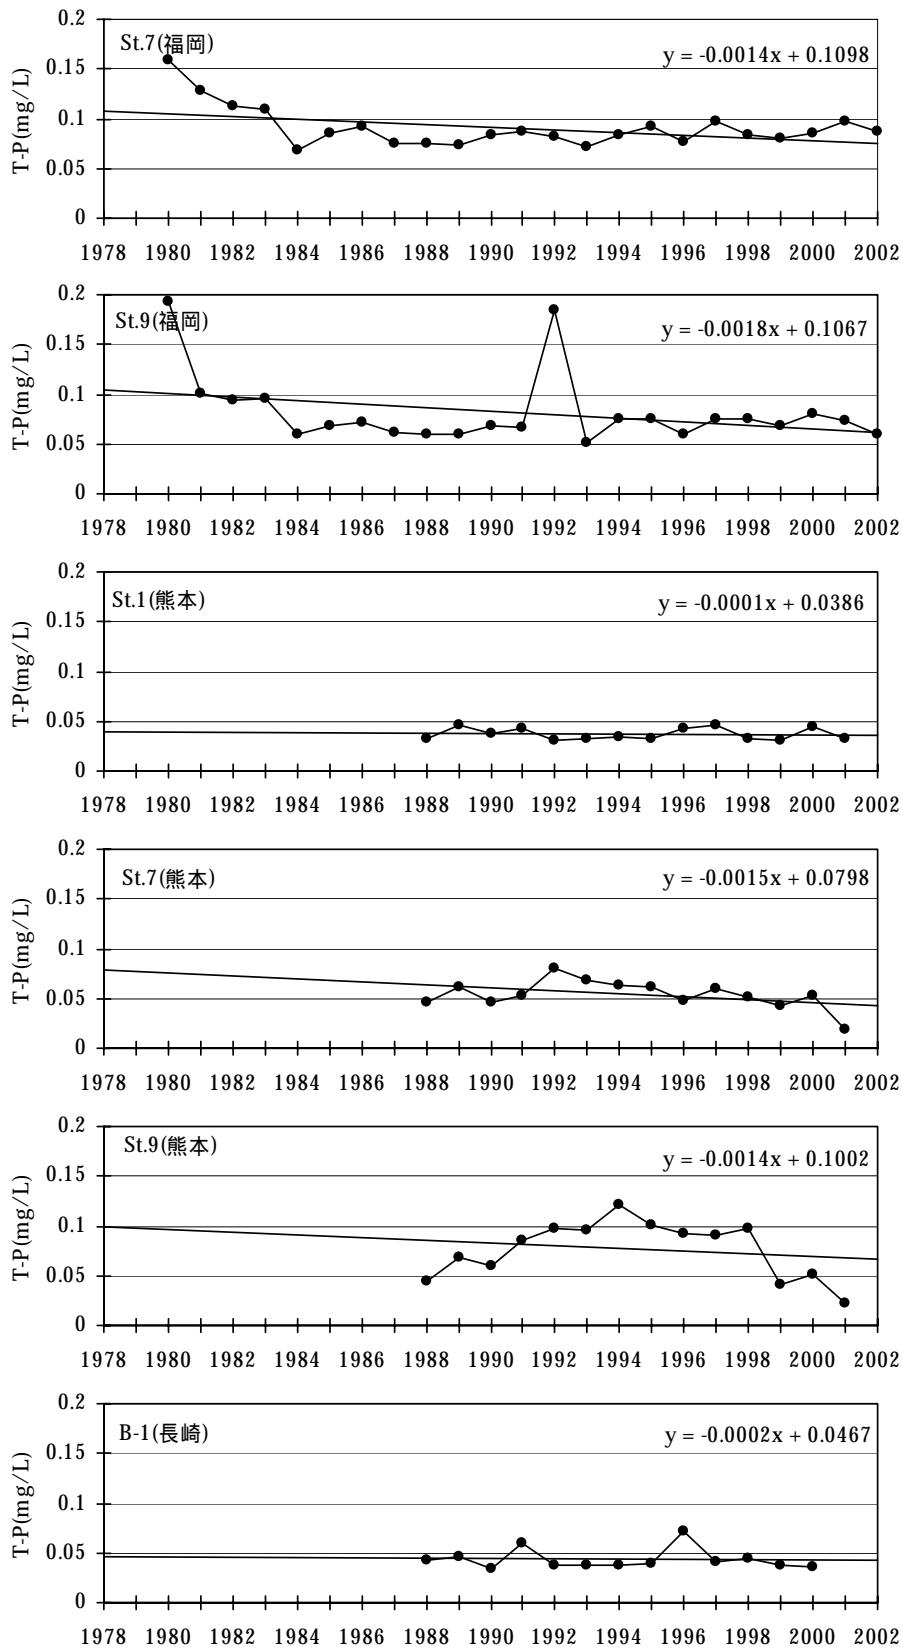 0.2
St.7(福岡)
y = -0.0014x + 0.1098
0.15
0.1
0.05
0
T-P(mg/L)
1978 1980 1982 1984 1986 1988 1990 1992 1994 1996 1998 2000 2002
0.2
St.9(福岡)
y = -0.0018x + 0.1067
0.15
0.1
0.05
0
T-P(mg/L)
1978 1980 1982 1984 1986 1988 1990 1992 1994 1996 1998 2000 2002
0.2
St.1(熊本)
y = -0.0001x + 0.0386
0.15
0.1
0.05
0
T-P(mg/L)
1978 1980 1982 1984 1986 1988 1990 1992 1994 1996 1998 2000 2002
0.2
St.7(熊本)
y = -0.0015x + 0.0798
0.15
0.1
0.05
0
T-P(mg/L)
1978 1980 1982 1984 1986 1988 1990 1992 1994 1996 1998 2000 2002
0.2
St.9(熊本)
y = -0.0014x + 0.1002
0.15
0.1
0.05
0
T-P(mg/L)
1978 1980 1982 1984 1986 1988 1990 1992 1994 1996 1998 2000 2002
0.2
B-1(長崎)
y = -0.0002x + 0.0467
0.15
0.1
0.05
0
T-P(mg/L)
1978 1980 1982 1984 1986 1988 1990 1992 1994 1996 1998 2000 2002